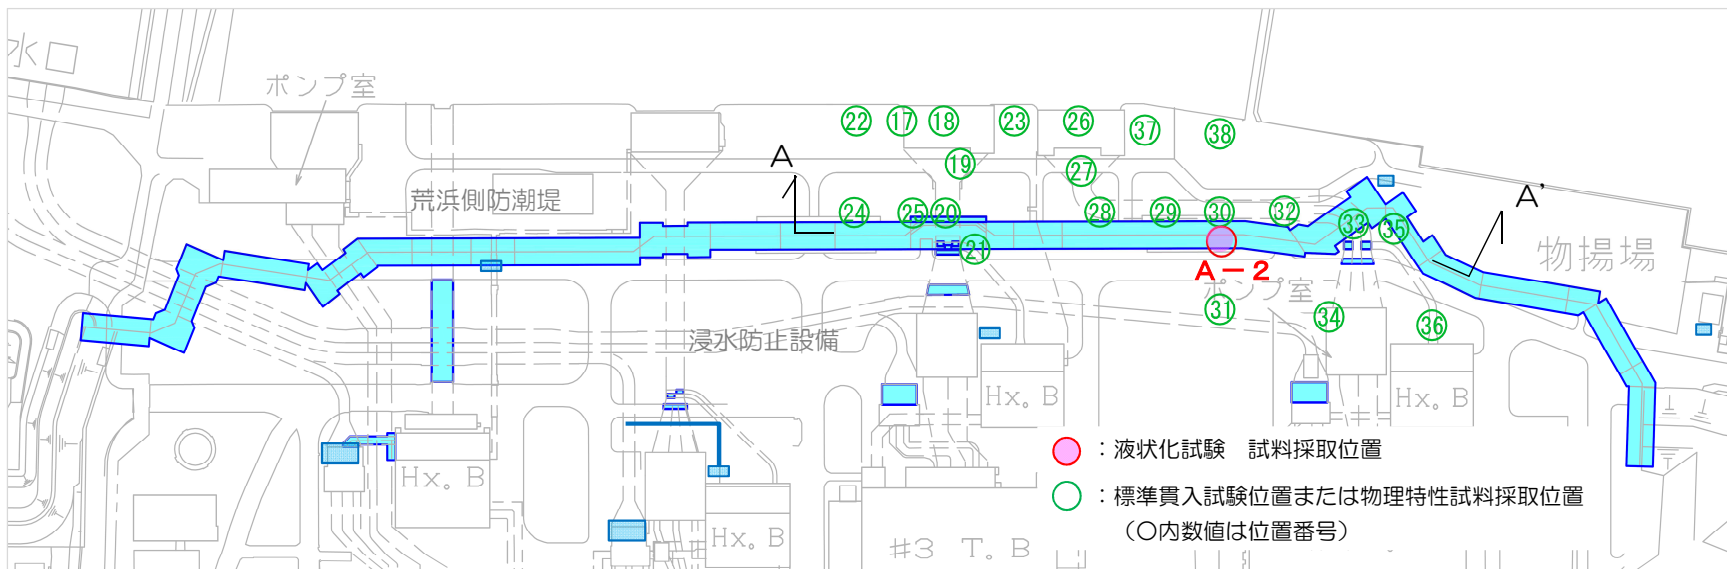 水
ポンプ室
荒浜側防潮堤
A
㉒
⑰
⑱
㉓
㉖
㊲
㊳
⑲
㉗
㉔
㉕
⑳
㉘
㉙
㉚
㉜
㉝
㉟
A'
㉑
A－2
物揚場
ポンプ室
㉛
㉞
㊱
浸水防止設備
Hx. B
Hx. B
Hx. B
Hx. B
#3 T. B
：液状化試験　試料採取位置
：標準貫入試験位置または物理特性試料採取位置
（〇内数値は位置番号）